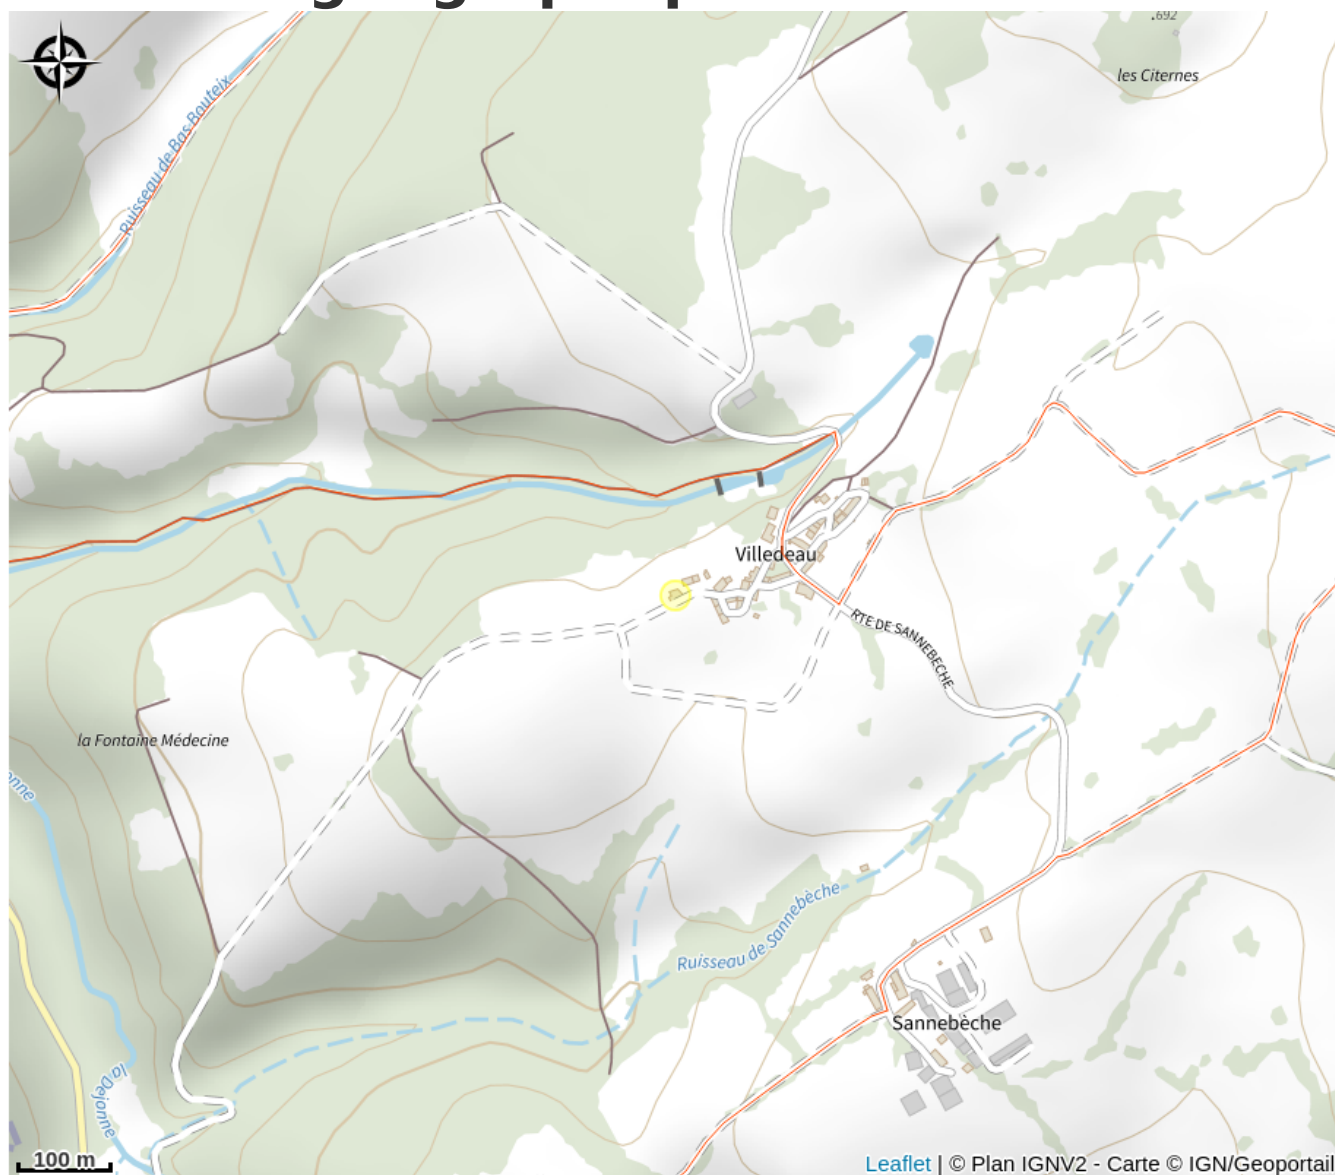 .692
les Citernes
Ruisseau de Bas Bouteix
Villedeau
RTE DE SANNEBECHE
la Fontaine Médecine
Ruisseau de Sannebèche
Sannebèche
la Dejonne
100 m
Leaflet | © Plan IGNV2 - Carte © IGN/Geoportail